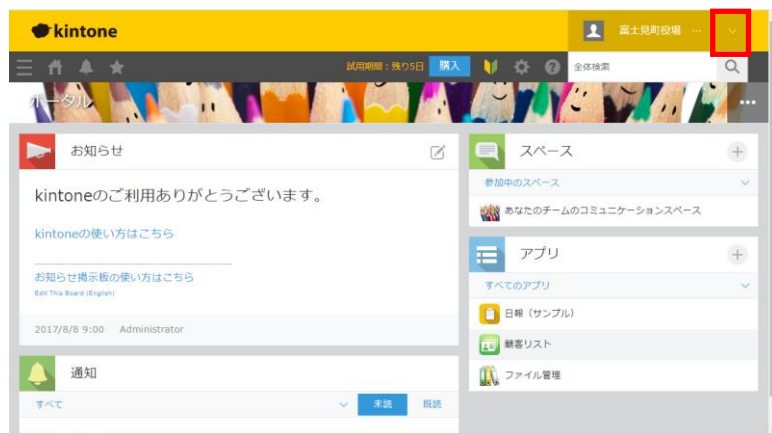 kintone
富士見町役場 ...
試用期間：残り5日 購入
全体検索
ポータル
お知らせ
kintoneのご利用ありがとうございます。
kintoneの使い方はこちら
お知らせ掲示板の使い方はこちら
Edit This Board (English)
2017/8/9 9:00 Administrator
通知
すべて 未読 既読
スペース
参加中のスペース
あなたのチームのコミュニケーションスペース
アプリ
すべてのアプリ
日報（サンプル）
顧客リスト
ファイル管理